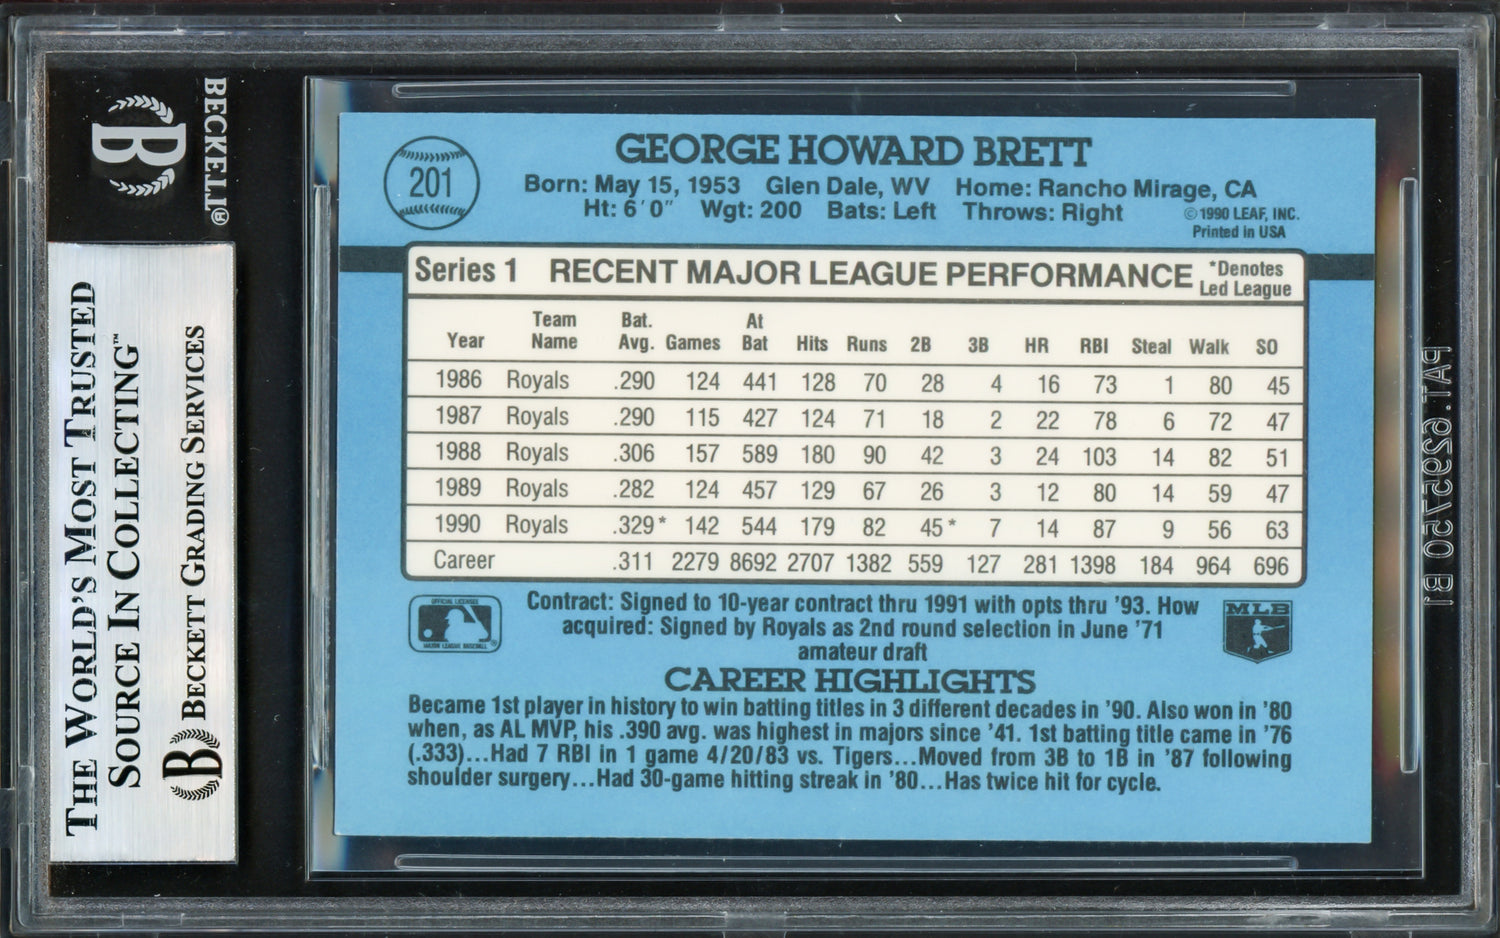 BECKETT®
THE WORLD'S MOST TRUSTED
SOURCE IN COLLECTING™
BECKETT GRADING SERVICES
201
GEORGE HOWARD BRETT
Born: May 15, 1953 Glen Dale, WV Home: Rancho Mirage, CA
Ht: 6'0" Wgt: 200 Bats: Left Throws: Right
©1990 LEAF, INC.
Printed in USA
Series 1 RECENT MAJOR LEAGUE PERFORMANCE *Denotes
Led League
Year Team Name Bat. Avg. Games At Bat Hits Runs 2B 3B HR RBI Steal Walk SO
1986 Royals .290 124 441 128 70 28 4 16 73 1 80 45
1987 Royals .290 115 427 124 71 18 2 22 78 6 72 47
1988 Royals .306 157 589 180 90 42 3 24 103 14 82 51
1989 Royals .282 124 457 129 67 26 3 12 80 14 59 47
1990 Royals .329* 142 544 179 82 45* 7 14 87 9 56 63
Career .311 2279 8692 2707 1382 559 127 281 1398 184 964 696
OFFICIAL LICENSEE
MAJOR LEAGUE BASEBALL
Contract: Signed to 10-year contract thru 1991 with opts thru '93. How
acquired: Signed by Royals as 2nd round selection in June '71
amateur draft
MLB
CAREER HIGHLIGHTS
Became 1st player in history to win batting titles in 3 different decades in '90. Also won in '80
when, as AL MVP, his .390 avg. was highest in majors since '41. 1st batting title came in '76
(.333)...Had 7 RBI in 1 game 4/20/83 vs. Tigers...Moved from 3B to 1B in '87 following
shoulder surgery...Had 30-game hitting streak in '80...Has twice hit for cycle.
PAT. 6295750 B1